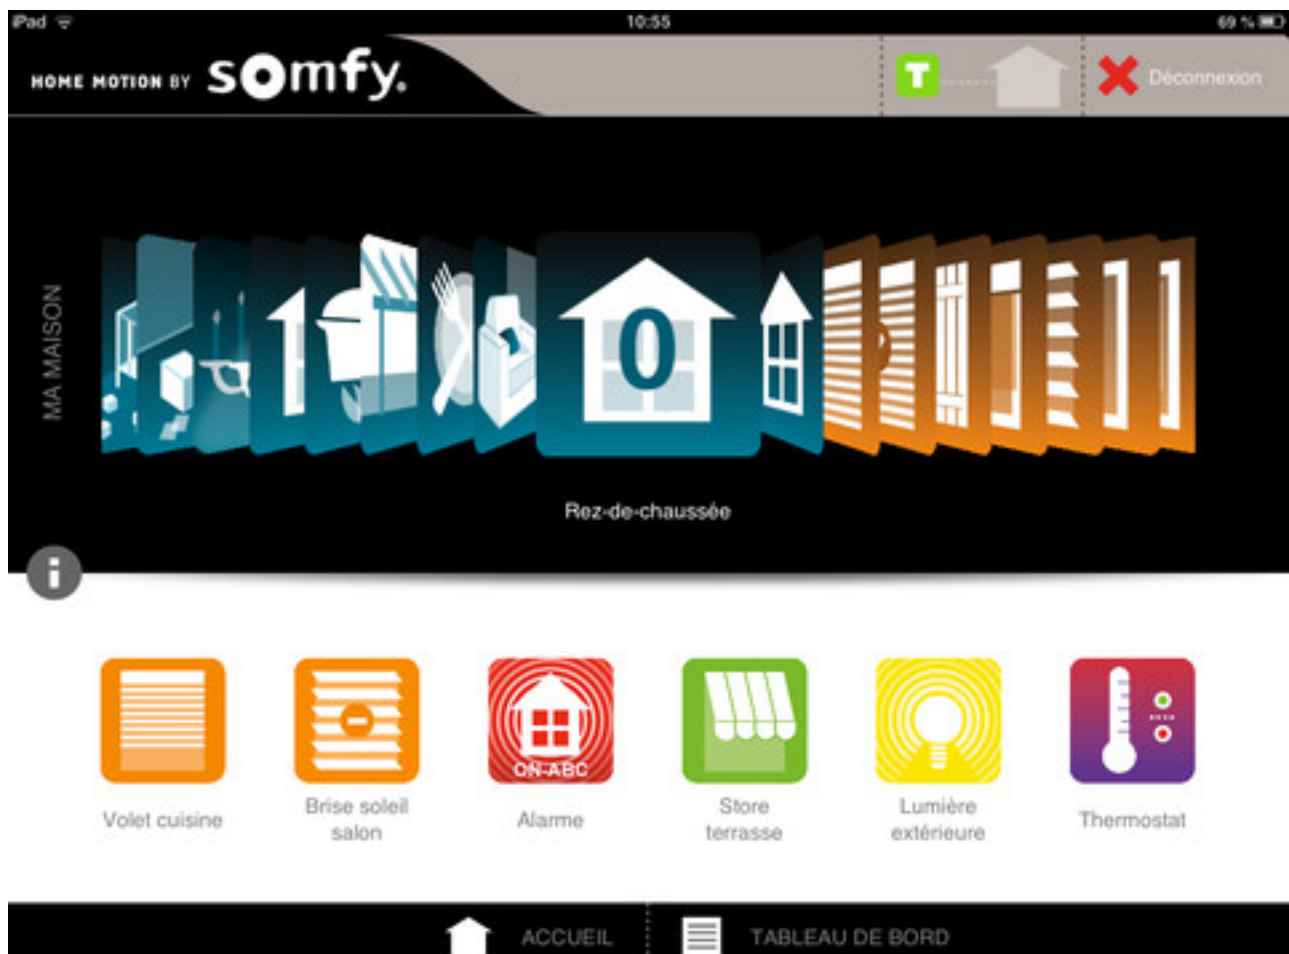 iPad 10:55 69 %
HOME MOTION BY somfy.
T
Déconnexion
MA MAISON
0
Rez-de-chaussée
i
ON-ABC
Volet cuisine
Brise soleil
salon
Alarme
Store
terrasse
Lumière
extérieure
Thermostat
ACCUEIL
TABLEAU DE BORD